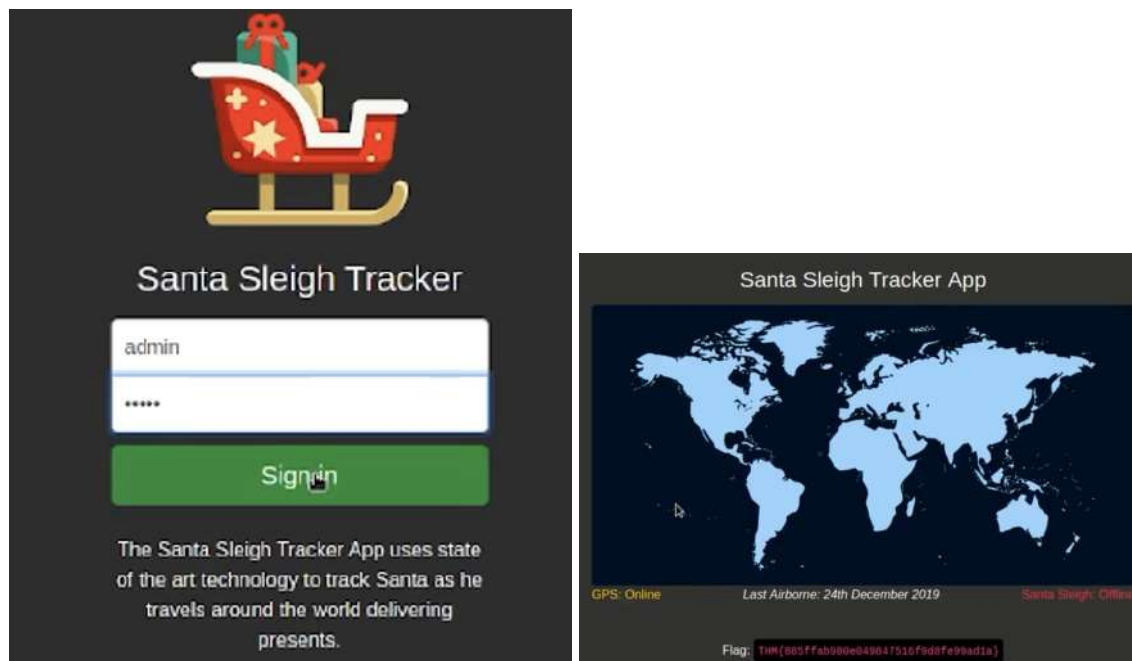 Santa Sleigh Tracker
admin
•••••
Sign in
The Santa Sleigh Tracker App uses state
of the art technology to track Santa as he
travels around the world delivering
presents.
Santa Sleigh Tracker App
GPS: Online
Last Airborne: 24th December 2019
Santa Sleigh: Offline
Flag: